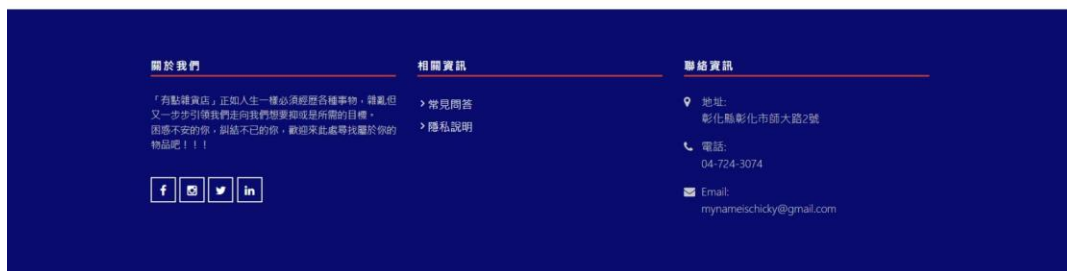 關於我們
「有點雜貨店」正如人生一樣必須經歷各種事物，雜亂但
又一步步引領我們走向我們想要抑或是所需的目標。
困惑不安的你，糾結不已的你，歡迎來此處尋找屬於你的
物品吧！！！
相關資訊
常見問答
隱私說明
聯絡資訊
地址:
彰化縣彰化市師大路2號
電話:
04-724-3074
Email:
mynameischicky@gmail.com